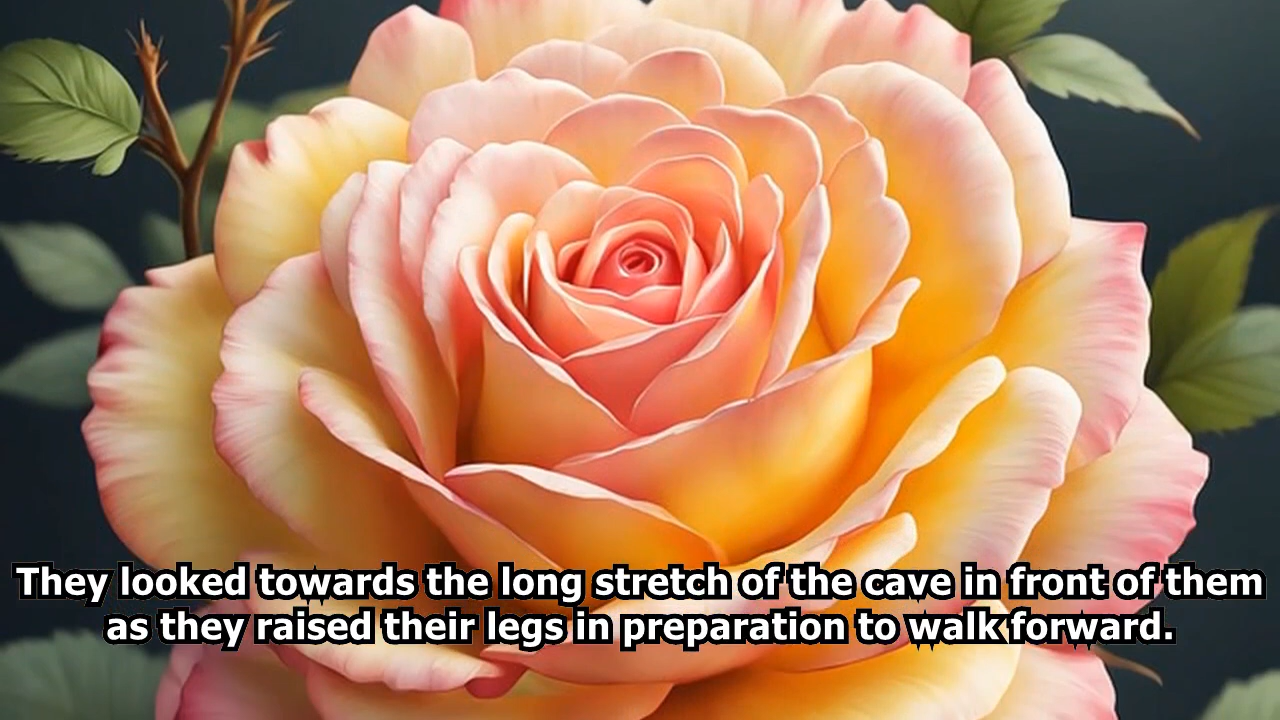 They looked towards the long stretch of the cave in front of them
as they raised their legs in preparation to walk forward.